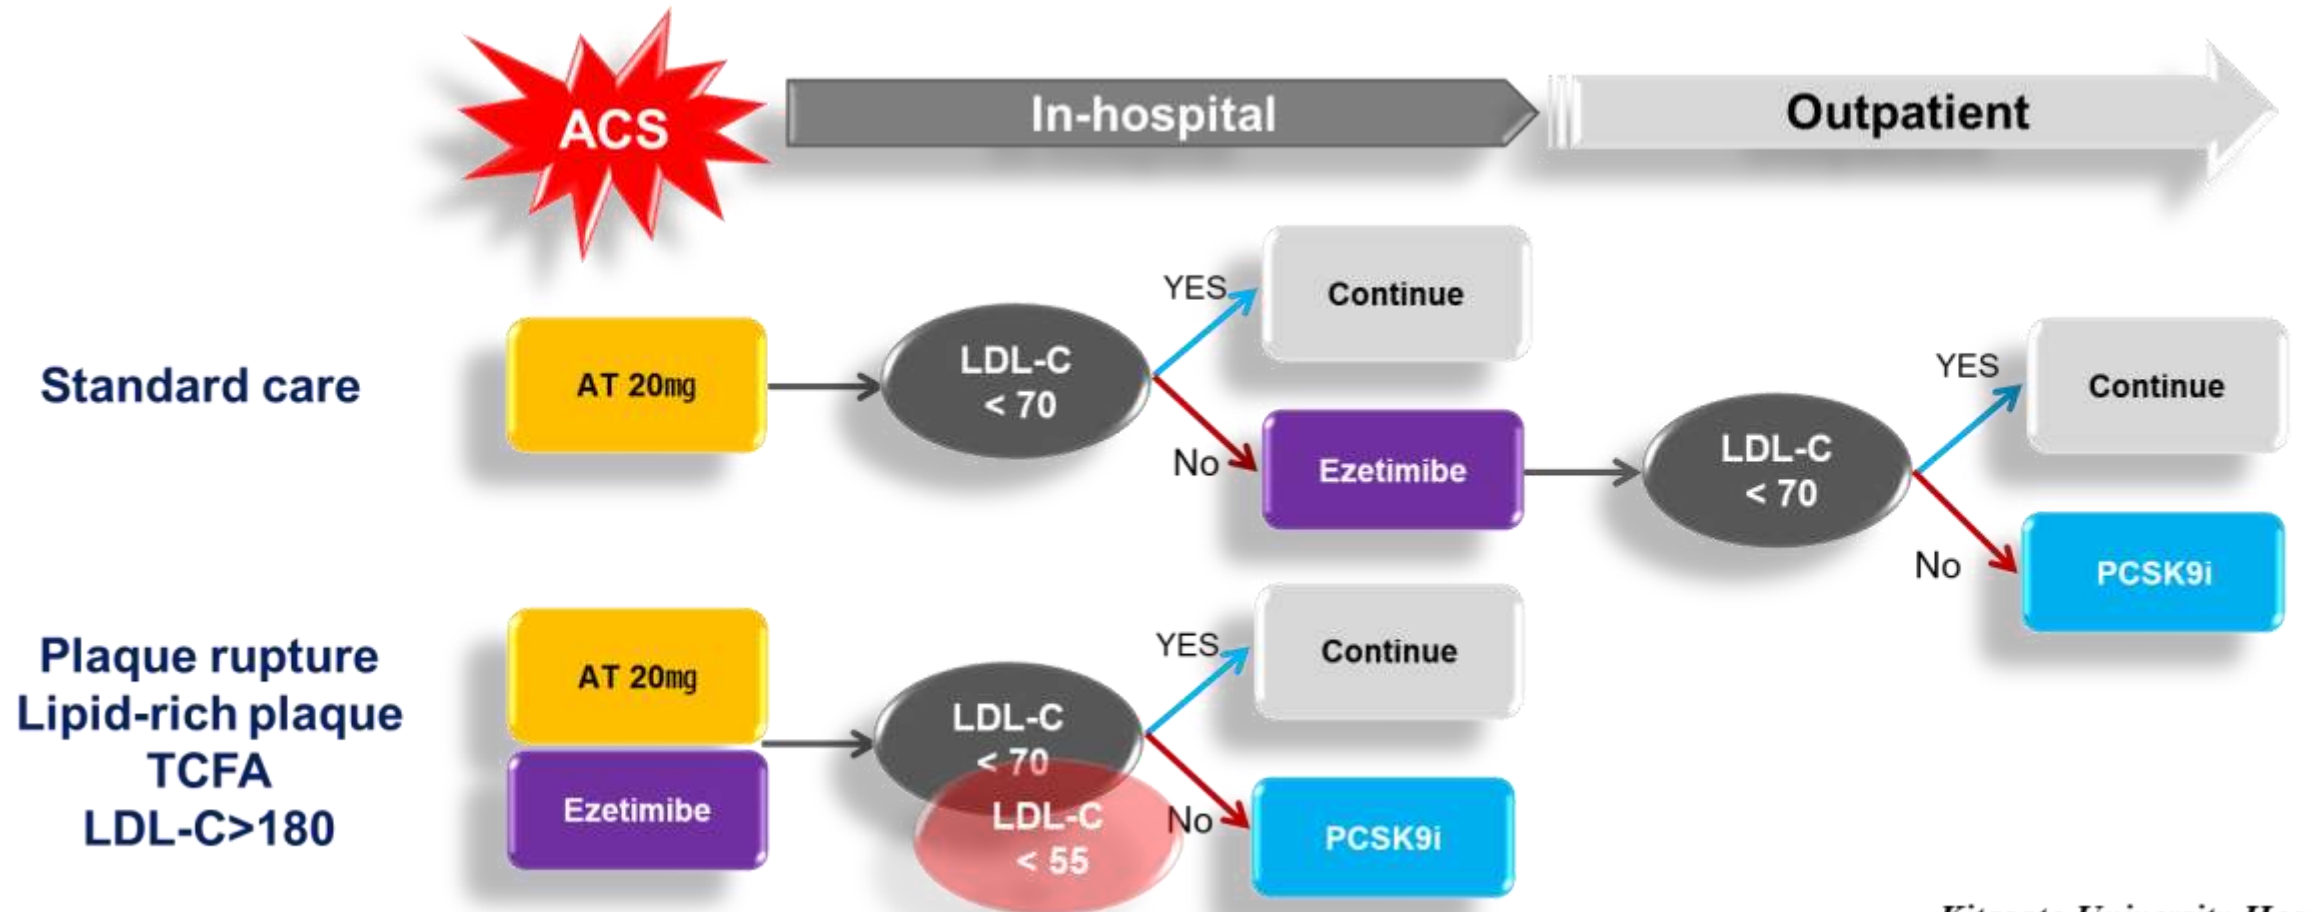 ACS
In-hospital
Outpatient
Standard care
AT 20mg
LDL-C
< 70
YES
Continue
No
Ezetimibe
LDL-C
< 70
YES
Continue
No
PCSK9i
Plaque rupture
Lipid-rich plaque
TCFA
LDL-C>180
AT 20mg
Ezetimibe
LDL-C
< 70
LDL-C
< 55
YES
Continue
No
PCSK9i